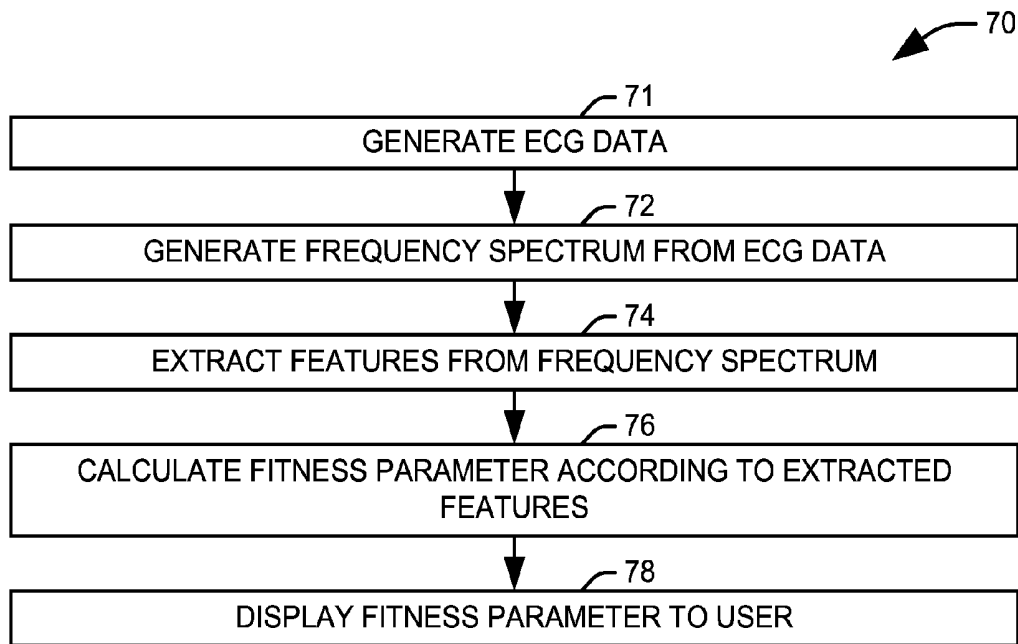 70
71
GENERATE ECG DATA
72
GENERATE FREQUENCY SPECTRUM FROM ECG DATA
74
EXTRACT FEATURES FROM FREQUENCY SPECTRUM
76
CALCULATE FITNESS PARAMETER ACCORDING TO EXTRACTED
FEATURES
78
DISPLAY FITNESS PARAMETER TO USER